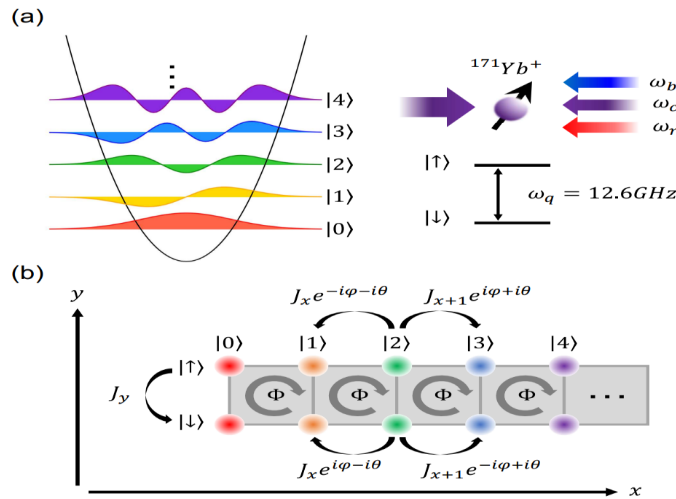 (a)
|4⟩
|3⟩
|2⟩
|1⟩
|0⟩
¹⁷¹Yb⁺
ω_b
ω_c
ω_r
|↑⟩
|↓⟩
ω_q = 12.6GHz
(b)
y
J_x e^{-iφ-iθ}
J_{x+1} e^{iφ+iθ}
|0⟩ |1⟩ |2⟩ |3⟩ |4⟩
|↑⟩
J_y
Φ Φ Φ Φ ...
|↓⟩
J_x e^{iφ-iθ}
J_{x+1} e^{-iφ+iθ}
x